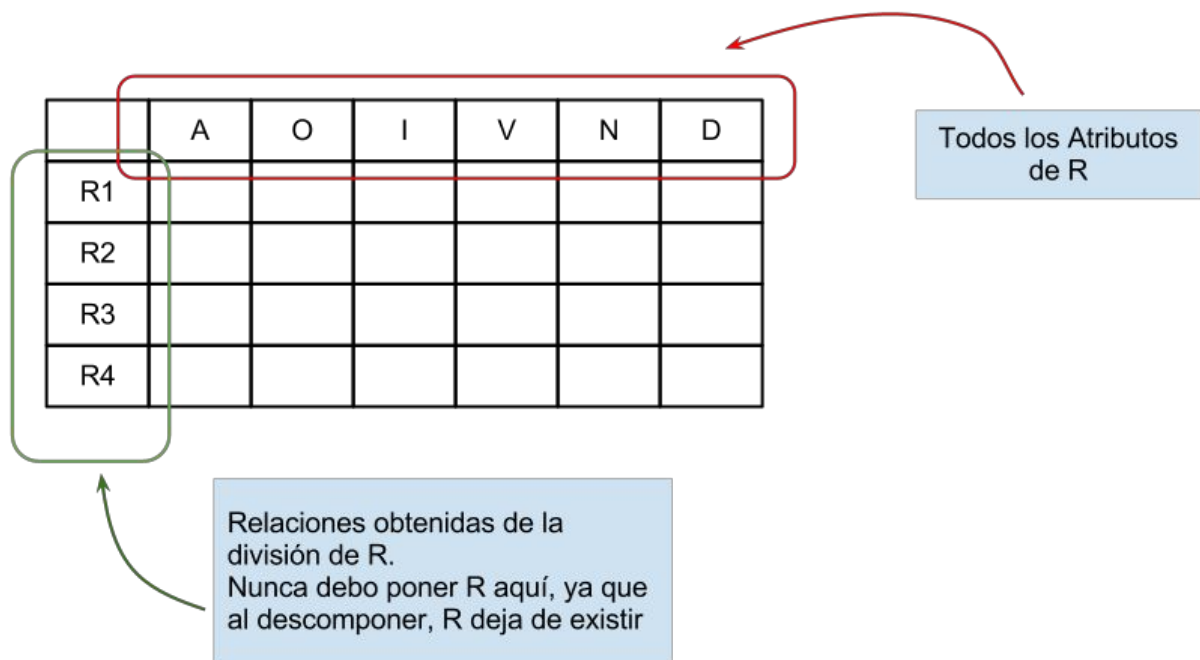 A O I V N D
R1
R2
R3
R4
Todos los Atributos
de R
Relaciones obtenidas de la
división de R.
Nunca debo poner R aquí, ya que
al descomponer, R deja de existir